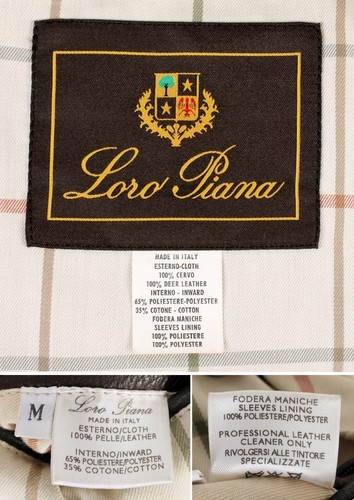 Loro Piana
MADE IN ITALY
ESTERNO-CLOTH
100% CERVO
100% DEER LEATHER
INTERNO - INWARD
65% POLIESTERE-POLYESTER
35% COTONE - COTTON
FODERA MANICHE
SLEEVES LINING
100% POLIESTERE
100% POLYESTER
M
Loro Piana
MADE IN ITALY
ESTERNO/CLOTH
100% PELLE/LEATHER
INTERNO/INWARD
65% POLIESTERE/POLYESTER
35% COTONE/COTTON
FODERA MANICHE
SLEEVES LINING
100% POLIESTERE/POLYESTER
PROFESSIONAL LEATHER
CLEANER ONLY
RIVOLGERSI ALLE TINTORIE
SPECIALIZZATE